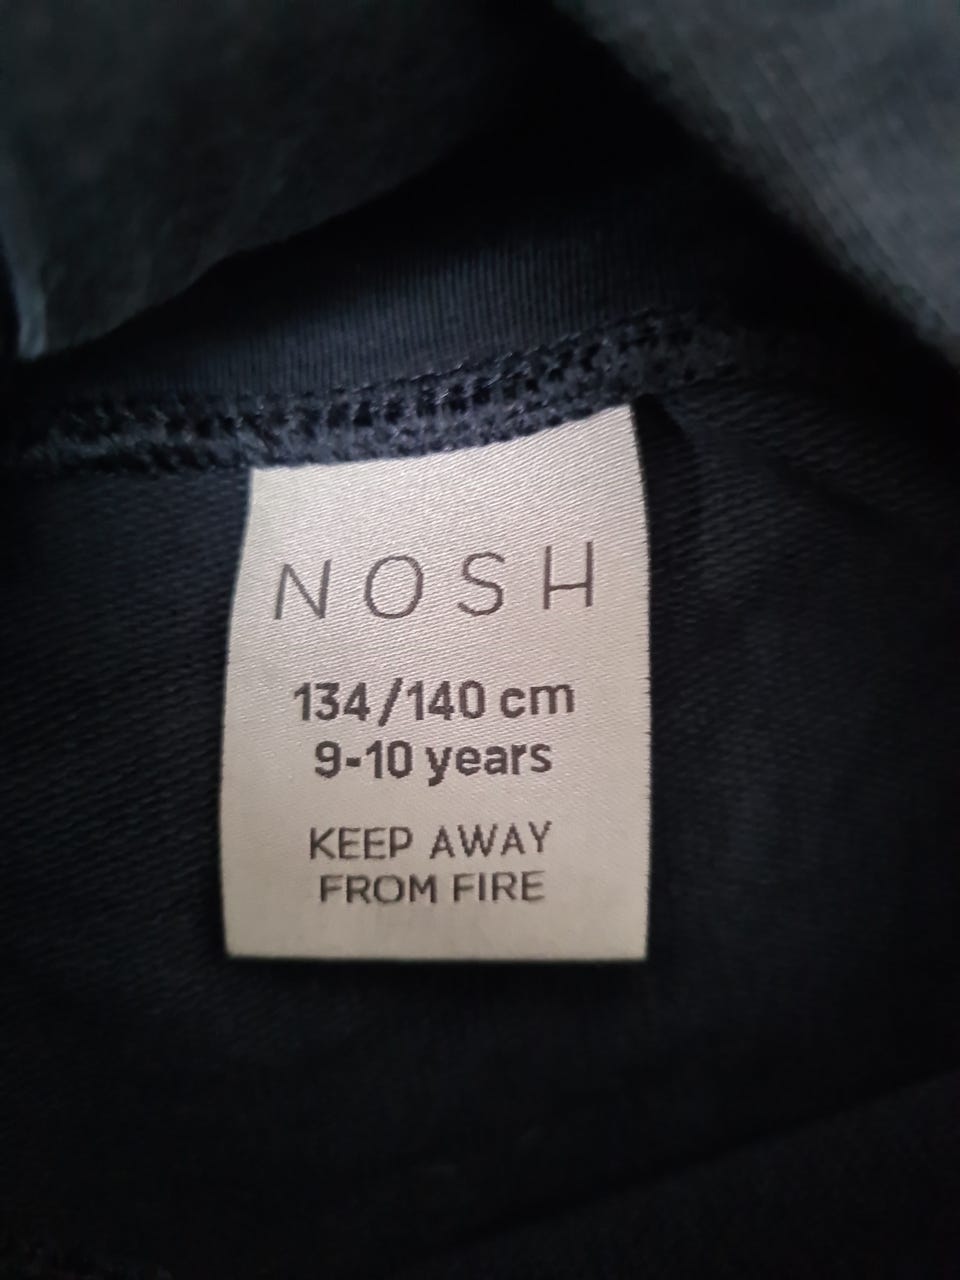 NOSH
134/140 cm
9-10 years
KEEP AWAY
FROM FIRE